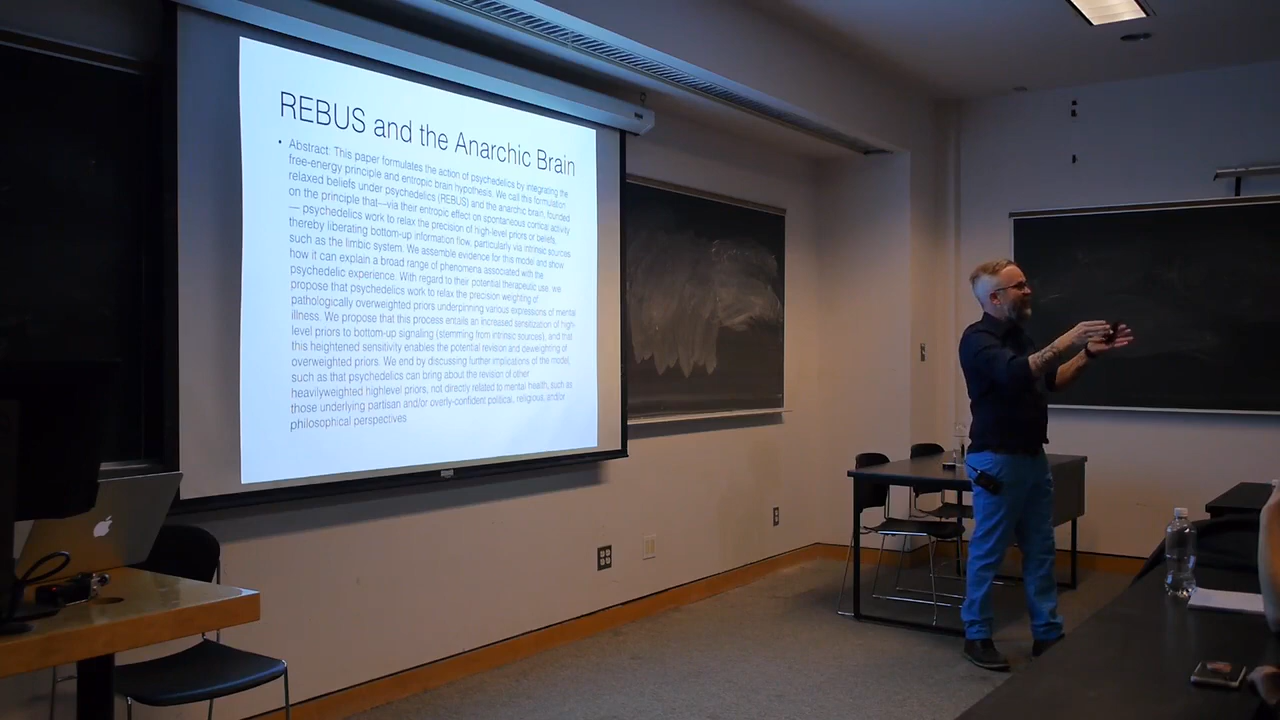 REBUS and the Anarchic Brain
• Abstract: This paper formulates the action of psychedelics by integrating the
free-energy principle and entropic brain hypothesis. We call this formulation
relaxed beliefs under psychedelics (REBUS) and the anarchic brain, founded
on the principle that—via their entropic effect on spontaneous cortical activity
— psychedelics work to relax the precision of high-level priors or beliefs,
thereby liberating bottom-up information flow, particularly via intrinsic sources
such as the limbic system. We assemble evidence for this model and show
how it can explain a broad range of phenomena associated with the
psychedelic experience. With regard to their potential therapeutic use, we
propose that psychedelics work to relax the precision weighting of
pathologically overweighted priors underpinning various expressions of mental
illness. We propose that this process entails an increased sensitization of high-
level priors to bottom-up signaling (stemming from intrinsic sources), and that
this heightened sensitivity enables the potential revision and deweighting of
overweighted priors. We end by discussing further implications of the model,
such as that psychedelics can bring about the revision of other
heavilyweighted highlevel priors, not directly related to mental health, such as
those underlying partisan and/or overly-confident political, religious, and/or
philosophical perspectives